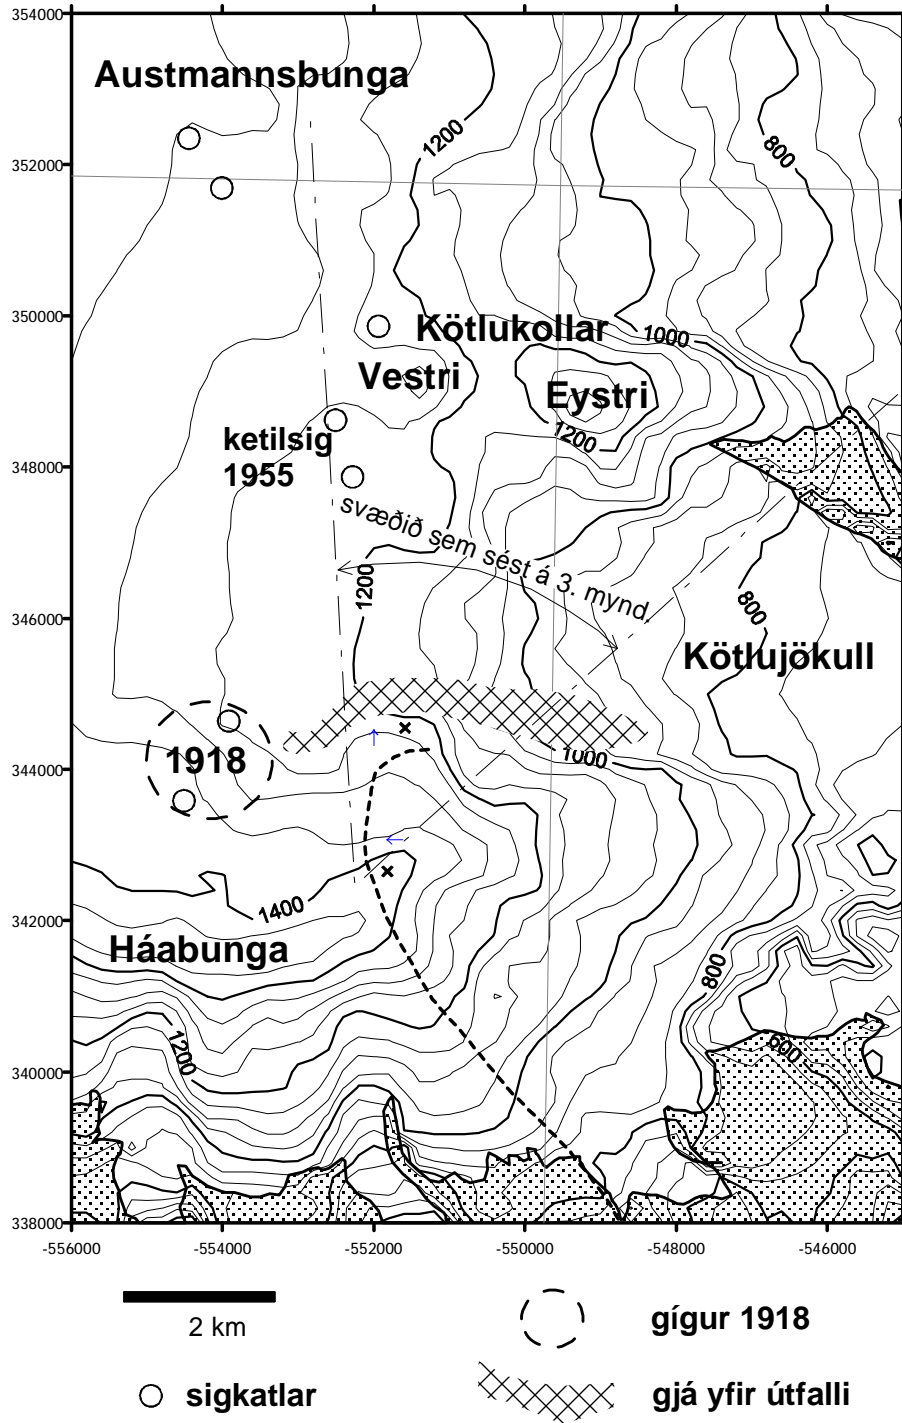 354000
Austmannsbunga
1200
800
352000
350000
Kötlukollar
1000
Vestri
Eystri
ketilsig
1955
1200
348000
svæðið sem sést á 3. mynd
1200
800
346000
Kötlujökull
1918
1000
344000
1400
342000
Háabunga
800
1200
600
340000
338000
-556000 -554000 -552000 -550000 -548000 -546000
2 km
gígur 1918
sigkatlar
gjá yfir útfalli